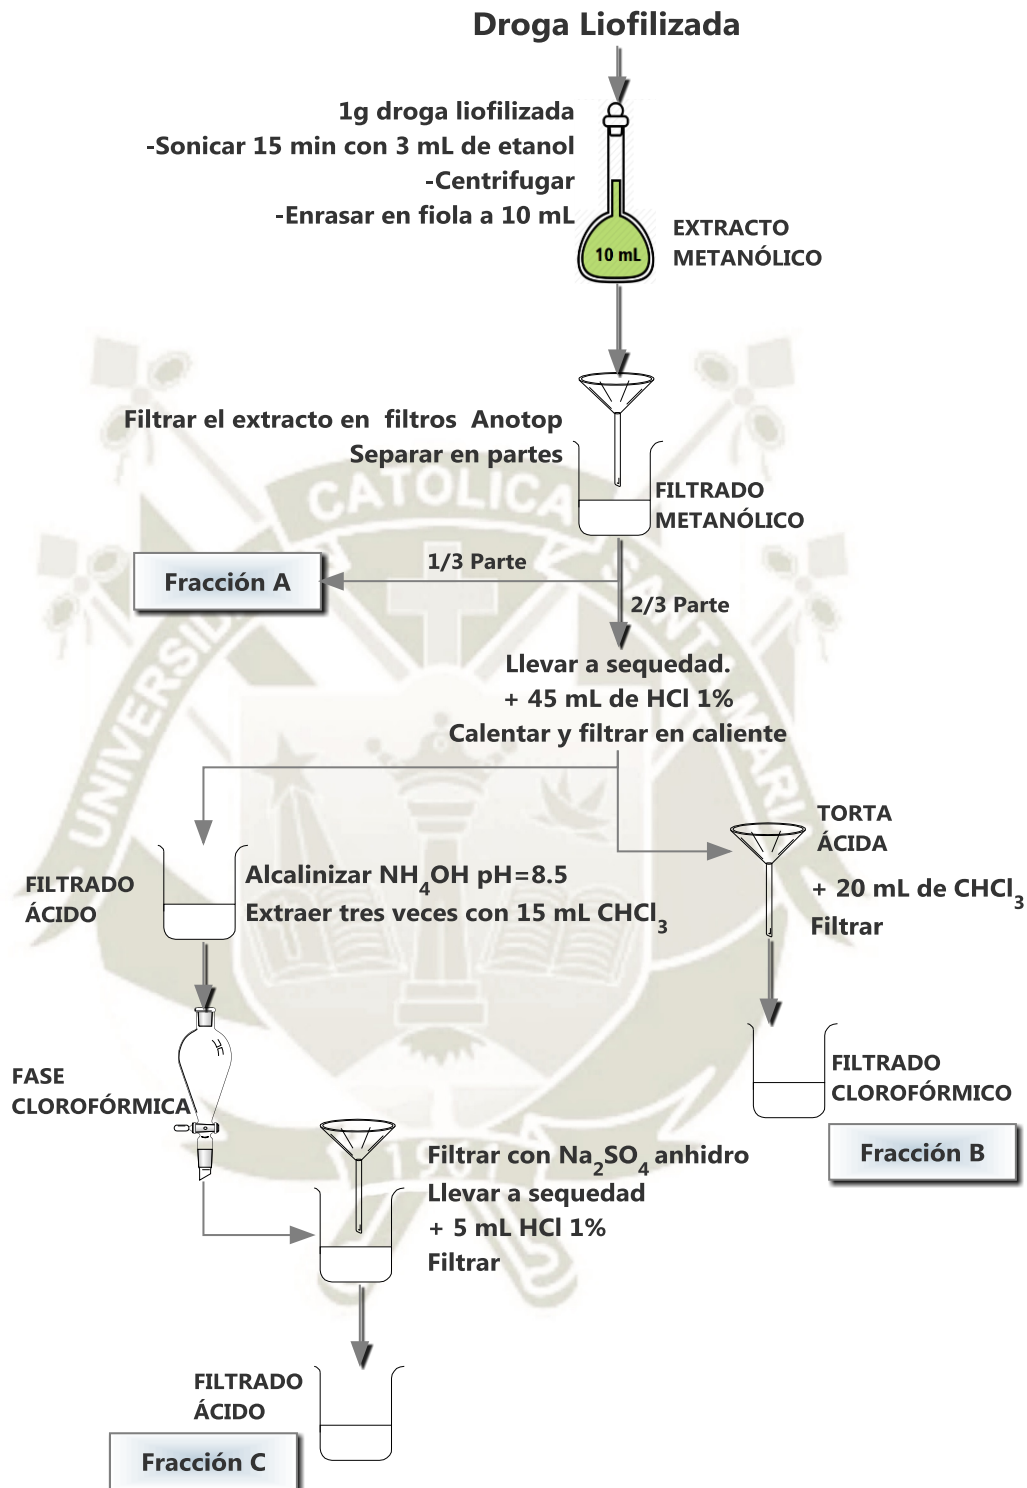 Droga Liofilizada
1g droga liofilizada
-Sonicar 15 min con 3 mL de etanol
-Centrifugar
-Enrasar en fiola a 10 mL
10 mL
EXTRACTO
METANÓLICO
Filtrar el extracto en filtros Anotop
Separar en partes
FILTRADO
METANÓLICO
1/3 Parte
Fracción A
2/3 Parte
Llevar a sequedad.
+ 45 mL de HCl 1%
Calentar y filtrar en caliente
TORTA
ÁCIDA
+ 20 mL de CHCl3
Filtrar
FILTRADO
ÁCIDO
Alcalinizar NH4OH pH=8.5
Extraer tres veces con 15 mL CHCl3
FASE
CLOROFÓRMICA
FILTRADO
CLOROFÓRMICO
Fracción B
Filtrar con Na2SO4 anhidro
Llevar a sequedad
+ 5 mL HCl 1%
Filtrar
FILTRADO
ÁCIDO
Fracción C
CATOLICA
SANTA MARI
UNIVERSID